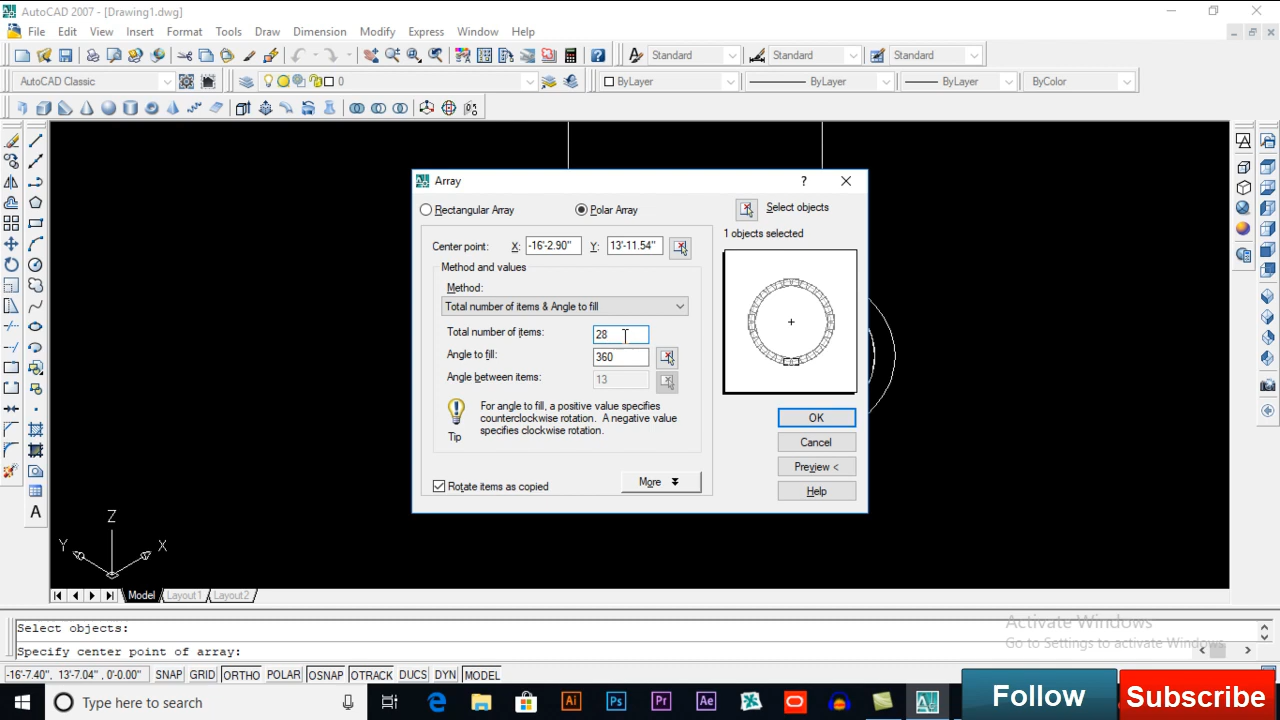 AutoCAD 2007 - [Drawing1.dwg]
File Edit View Insert Format Tools Draw Dimension Modify Express Window Help
Standard Standard Standard
AutoCAD Classic 0 ByLayer ByLayer ByLayer ByColor
Array ?
Rectangular Array Polar Array Select objects
1 objects selected
Center point: X: -16'-2.90" Y: 13'-11.54"
Method and values
Method:
Total number of items & Angle to fill
Total number of items: 28
Angle to fill: 360
Angle between items: 13
For angle to fill, a positive value specifies
counterclockwise rotation. A negative value
specifies clockwise rotation.
Tip
OK
Cancel
Preview <
Help
Rotate items as copied More
Z
Y X
Model Layout1 Layout2
Select objects:
Specify center point of array:
Activate Windows
Go to Settings to activate Windows.
-16'-7.40", 13'-7.04" , 0'-0.00" SNAP GRID ORTHO POLAR OSNAP OTRACK DUCS DYN MODEL
Type here to search Ai Ps Pr Ae
Follow Subscribe